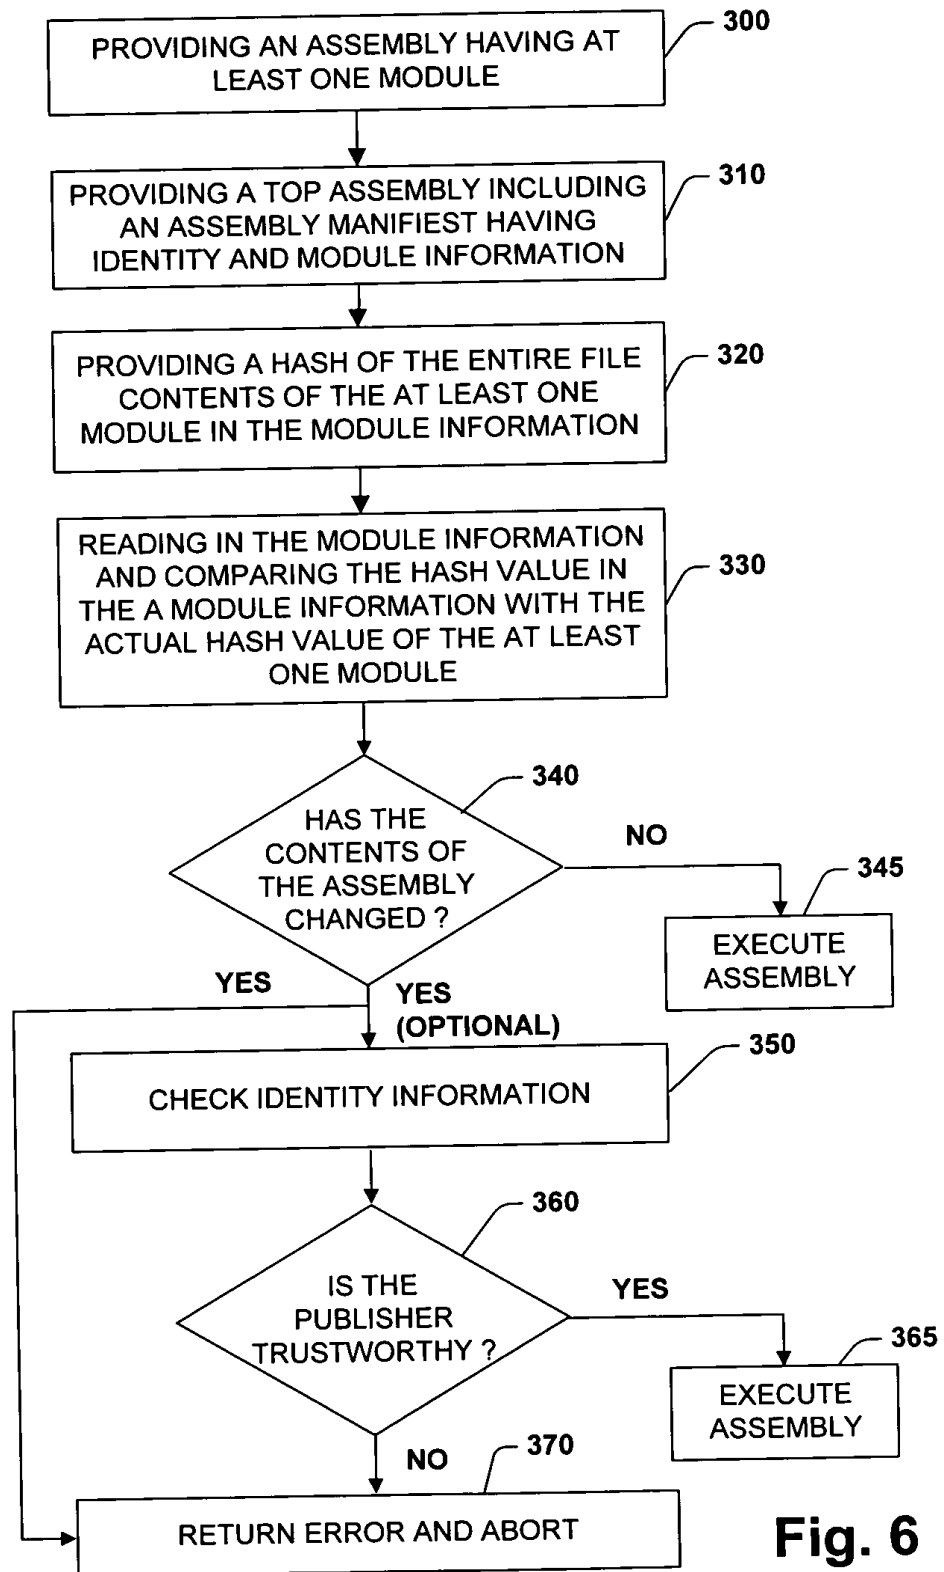 300
PROVIDING AN ASSEMBLY HAVING AT
LEAST ONE MODULE
310
PROVIDING A TOP ASSEMBLY INCLUDING
AN ASSEMBLY MANIFIEST HAVING
IDENTITY AND MODULE INFORMATION
320
PROVIDING A HASH OF THE ENTIRE FILE
CONTENTS OF THE AT LEAST ONE
MODULE IN THE MODULE INFORMATION
330
READING IN THE MODULE INFORMATION
AND COMPARING THE HASH VALUE IN
THE A MODULE INFORMATION WITH THE
ACTUAL HASH VALUE OF THE AT LEAST
ONE MODULE
340
HAS THE
CONTENTS OF
THE ASSEMBLY
CHANGED ?
NO
345
EXECUTE
ASSEMBLY
YES
YES
(OPTIONAL)
350
CHECK IDENTITY INFORMATION
360
IS THE
PUBLISHER
TRUSTWORTHY ?
YES
365
EXECUTE
ASSEMBLY
NO
370
RETURN ERROR AND ABORT
Fig. 6